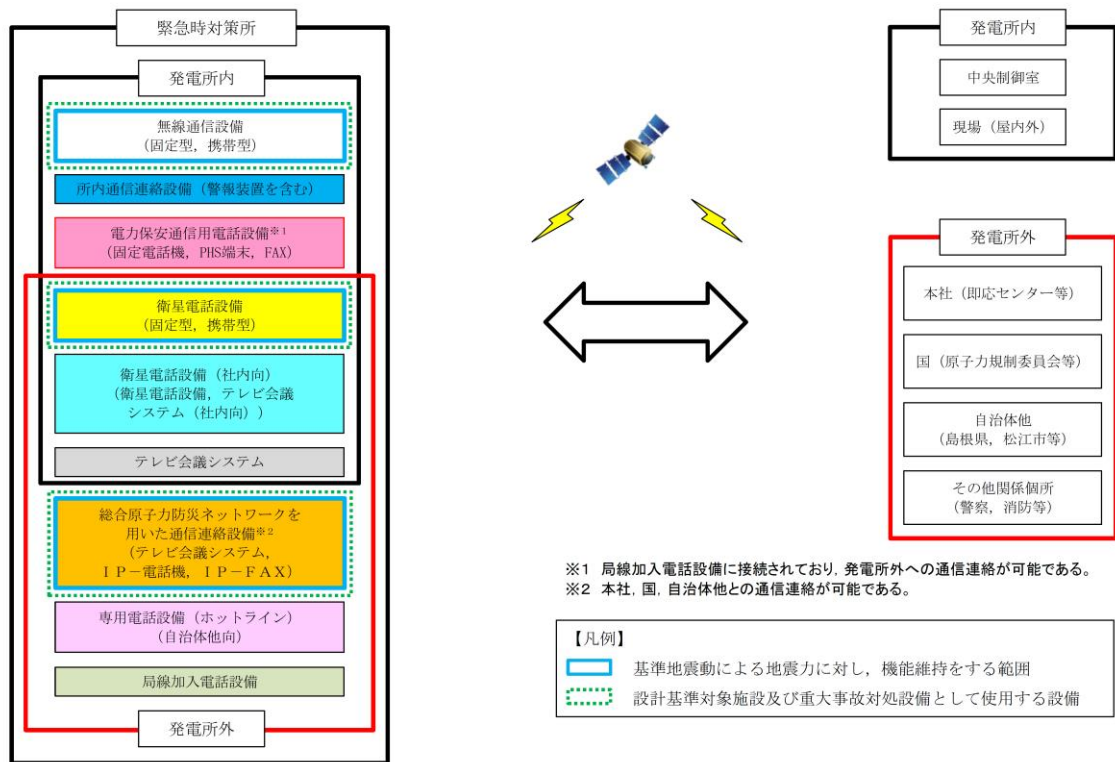 緊急時対策所
発電所内
無線通信設備
(固定型，携帯型)
所内通信連絡設備（警報装置を含む）
電力保安通信用電話設備※1
(固定電話機，PHS端末，FAX)
衛星電話設備
(固定型，携帯型)
衛星電話設備（社内向）
(衛星電話設備，テレビ会議
システム（社内向）)
テレビ会議システム
総合原子力防災ネットワークを
用いた通信連絡設備※2
(テレビ会議システム，
ＩＰ－電話機，ＩＰ－ＦＡＸ)
専用電話設備（ホットライン）
(自治体他向)
局線加入電話設備
発電所外
発電所内
中央制御室
現場（屋内外）
発電所外
本社（即応センター等）
国（原子力規制委員会等）
自治体他
(島根県，松江市等)
その他関係個所
(警察，消防等)
※1 局線加入電話設備に接続されており，発電所外への通信連絡が可能である。
※2 本社，国，自治体他との通信連絡が可能である。
【凡例】
基準地震動による地震力に対し，機能維持をする範囲
設計基準対象施設及び重大事故対処設備として使用する設備